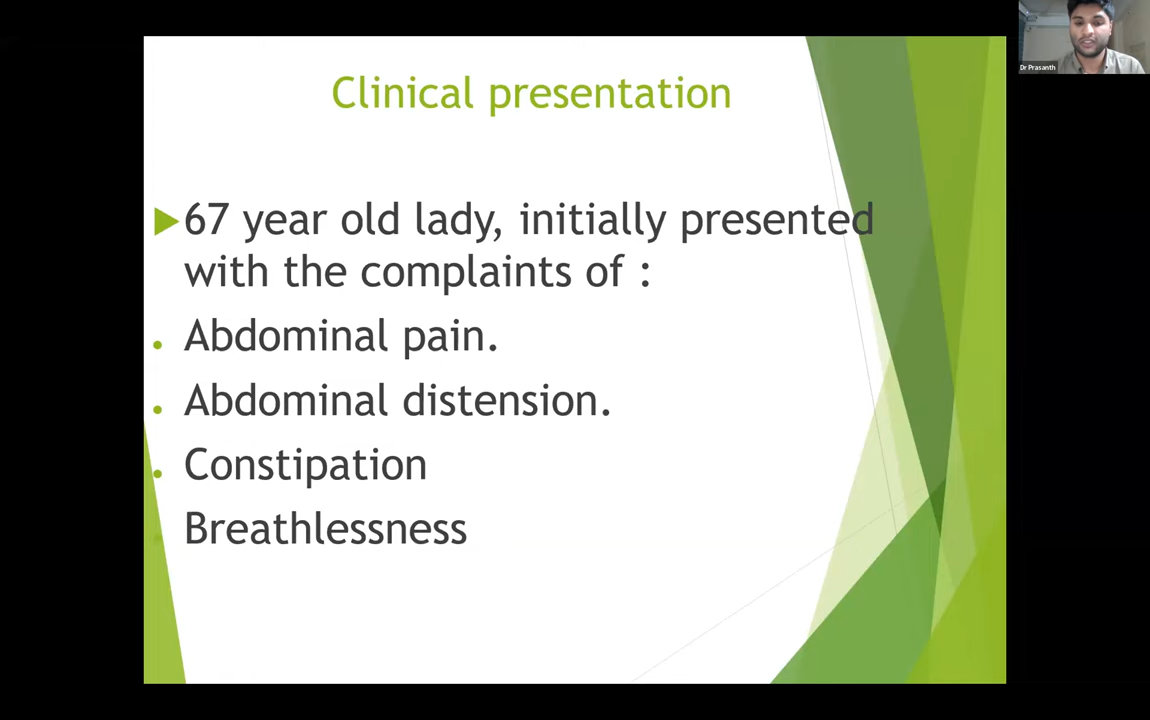 Dr Prasanth
Clinical presentation
67 year old lady, initially presented
with the complaints of :
Abdominal pain.
Abdominal distension.
Constipation
Breathlessness